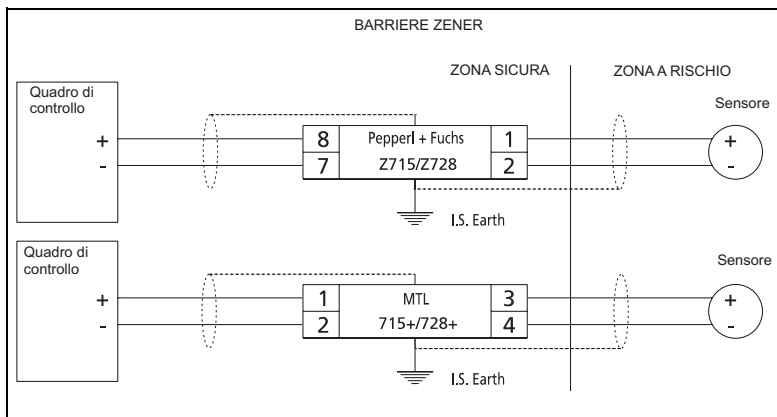 BARRIERE ZENER
ZONA SICURA
ZONA A RISCHIO
Quadro di
controllo
+
-
8
7
Pepperl + Fuchs
Z715/Z728
1
2
Sensore
+
-
I.S. Earth
Quadro di
controllo
+
-
1
2
MTL
715+/728+
3
4
Sensore
+
-
I.S. Earth